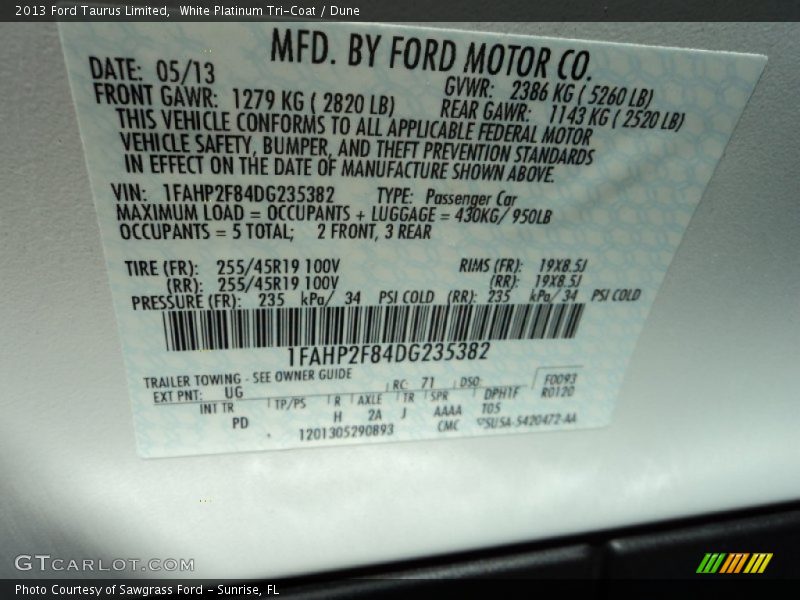 2013 Ford Taurus Limited, White Platinum Tri-Coat / Dune
MFD. BY FORD MOTOR CO.
DATE: 05/13 GVWR: 2386 KG ( 5260 LB)
FRONT GAWR: 1279 KG ( 2820 LB) REAR GAWR: 1143 KG ( 2520 LB)
THIS VEHICLE CONFORMS TO ALL APPLICABLE FEDERAL MOTOR
VEHICLE SAFETY, BUMPER, AND THEFT PREVENTION STANDARDS
IN EFFECT ON THE DATE OF MANUFACTURE SHOWN ABOVE.
VIN: 1FAHP2F84DG235382 TYPE: Passenger Car
MAXIMUM LOAD = OCCUPANTS + LUGGAGE = 430KG/ 950LB
OCCUPANTS = 5 TOTAL; 2 FRONT, 3 REAR
TIRE (FR): 255/45R19 100V RIMS (FR): 19X8.5J
(RR): 255/45R19 100V (RR): 19X8.5J
PRESSURE (FR): 235 kPa/ 34 PSI COLD (RR): 235 kPa/ 34 PSI COLD
1FAHP2F84DG235382
TRAILER TOWING - SEE OWNER GUIDE
EXT PNT: UG RC: 71 DSO: F0093
R0120
INT TR TP/PS R AXLE TR SPR DPH1F
PD H 2A J AAAA T05
1201305290893 CMC 5U5A-5420472-AA
GTCARLOT.COM
Photo Courtesy of Sawgrass Ford - Sunrise, FL